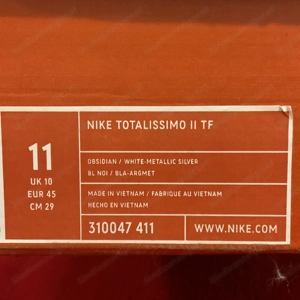 11
UK 10
EUR 45
CM 29
NIKE TOTALISSIMO II TF
OBSIDIAN / WHITE-METALLIC SILVER
BL NOI / BLA-ARGMET
MADE IN VIETNAM / FABRIQUE AU VIETNAM
HECHO EN VIETNAM
310047 411
WWW.NIKE.COM